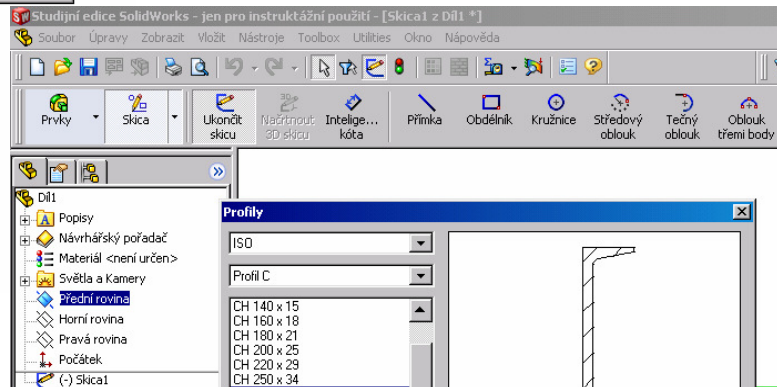 Studijní edice SolidWorks - jen pro instruktážní použití - [Skica1 z Díl1 *]
Soubor Úpravy Zobrazit Vložit Nástroje Toolbox Utilities Okno Nápověda
Prvky Skica Ukončit skicu Načrtnout 3D skicu Intelige... kóta Přímka Obdélník Kružnice Středový oblouk Tečný oblouk Oblouk třemi body
Díl1
Popisy
Návrhářský pořadač
Materiál <není určen>
Světla a Kamery
Přední rovina
Horní rovina
Pravá rovina
Počátek
(-) Skica1
Profily
ISO
Profil C
CH 140 x 15
CH 160 x 18
CH 180 x 21
CH 200 x 25
CH 220 x 29
CH 250 x 34